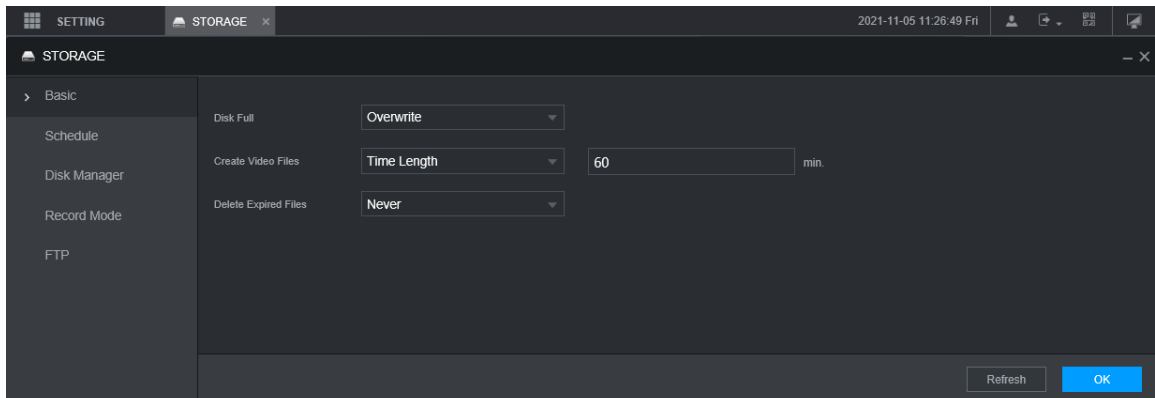 SETTING STORAGE × 2021-11-05 11:26:49 Fri
STORAGE
Basic
Disk Full Overwrite
Schedule
Create Video Files Time Length 60 min.
Disk Manager
Delete Expired Files Never
Record Mode
FTP
Refresh OK